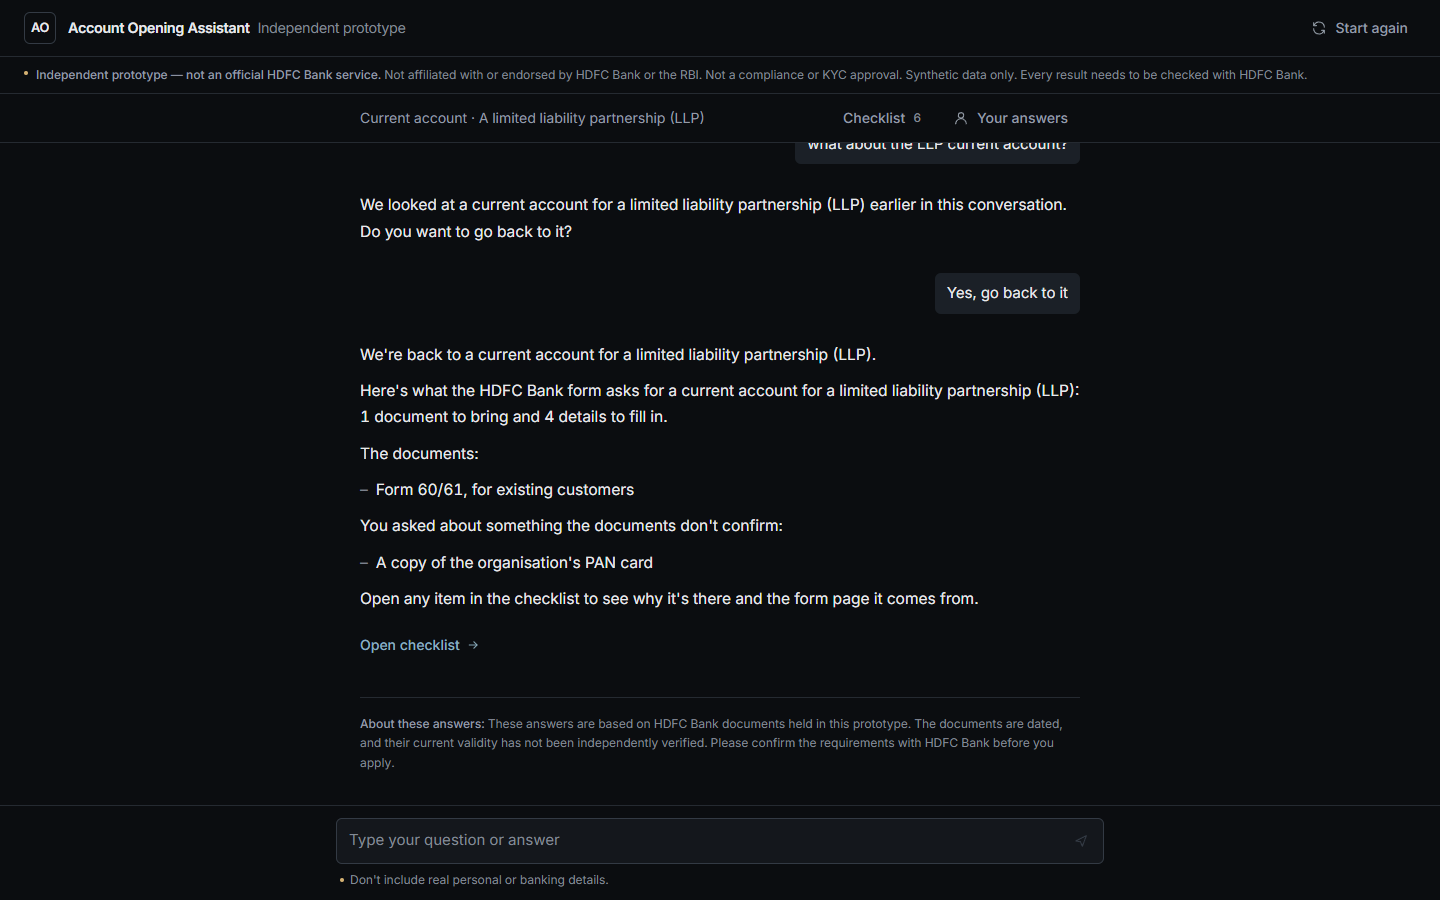 AO Account Opening Assistant Independent prototype Start again
• Independent prototype — not an official HDFC Bank service. Not affiliated with or endorsed by HDFC Bank or the RBI. Not a compliance or KYC approval. Synthetic data only. Every result needs to be checked with HDFC Bank.
Current account · A limited liability partnership (LLP) Checklist 6 Your answers
what about the LLP current account?
We looked at a current account for a limited liability partnership (LLP) earlier in this conversation.
Do you want to go back to it?
Yes, go back to it
We're back to a current account for a limited liability partnership (LLP).
Here's what the HDFC Bank form asks for a current account for a limited liability partnership (LLP):
1 document to bring and 4 details to fill in.
The documents:
– Form 60/61, for existing customers
You asked about something the documents don't confirm:
– A copy of the organisation's PAN card
Open any item in the checklist to see why it's there and the form page it comes from.
Open checklist →
About these answers: These answers are based on HDFC Bank documents held in this prototype. The documents are dated,
and their current validity has not been independently verified. Please confirm the requirements with HDFC Bank before you
apply.
Type your question or answer
• Don't include real personal or banking details.